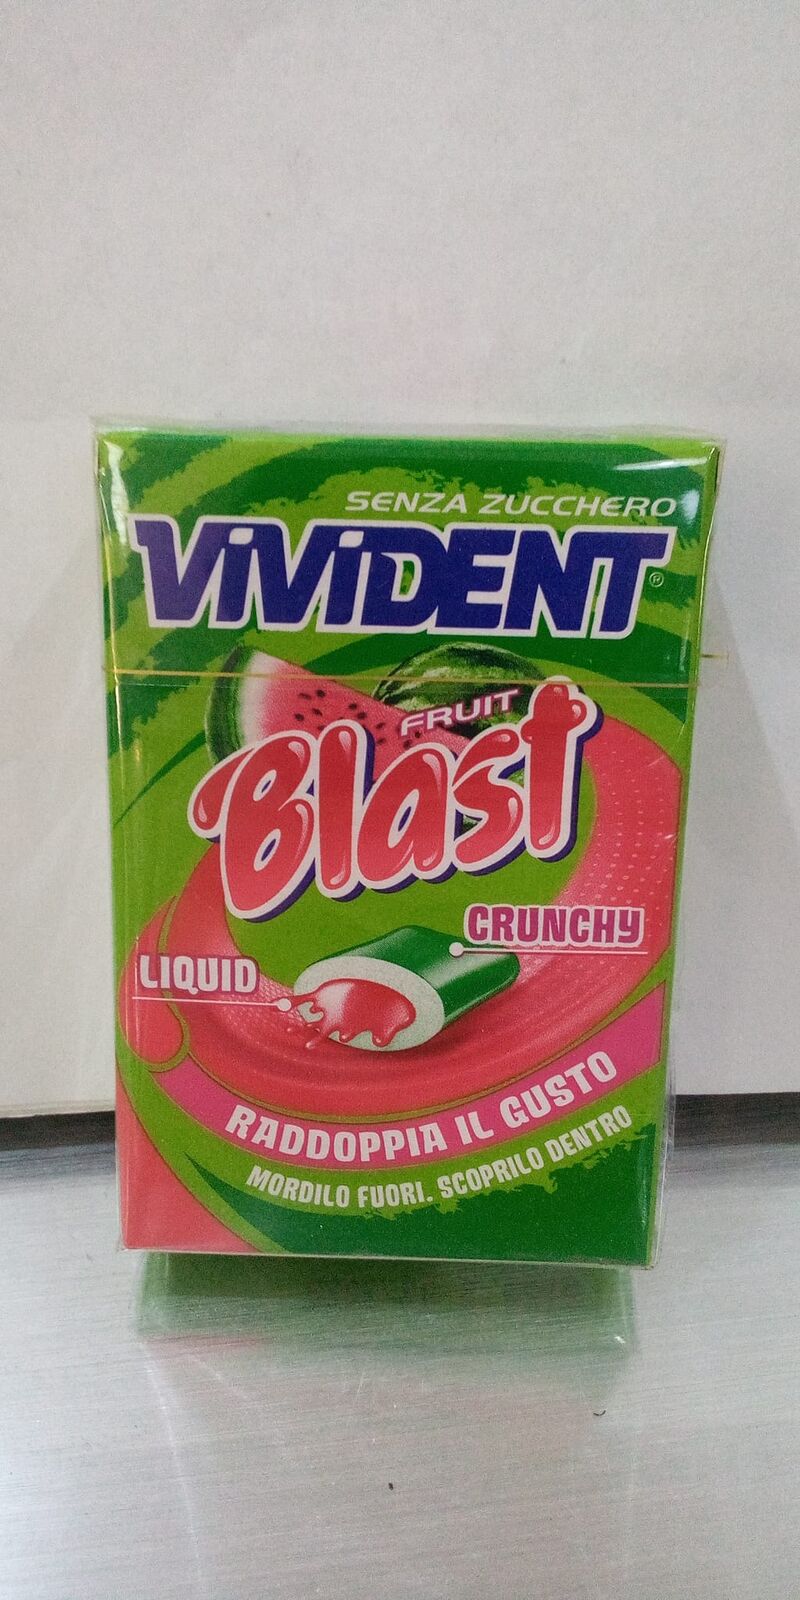 SENZA ZUCCHERO
ViViDENT®
FRUIT
Blast
CRUNCHY
LIQUID
RADDOPPIA IL GUSTO
MORDILO FUORI. SCOPRILO DENTRO